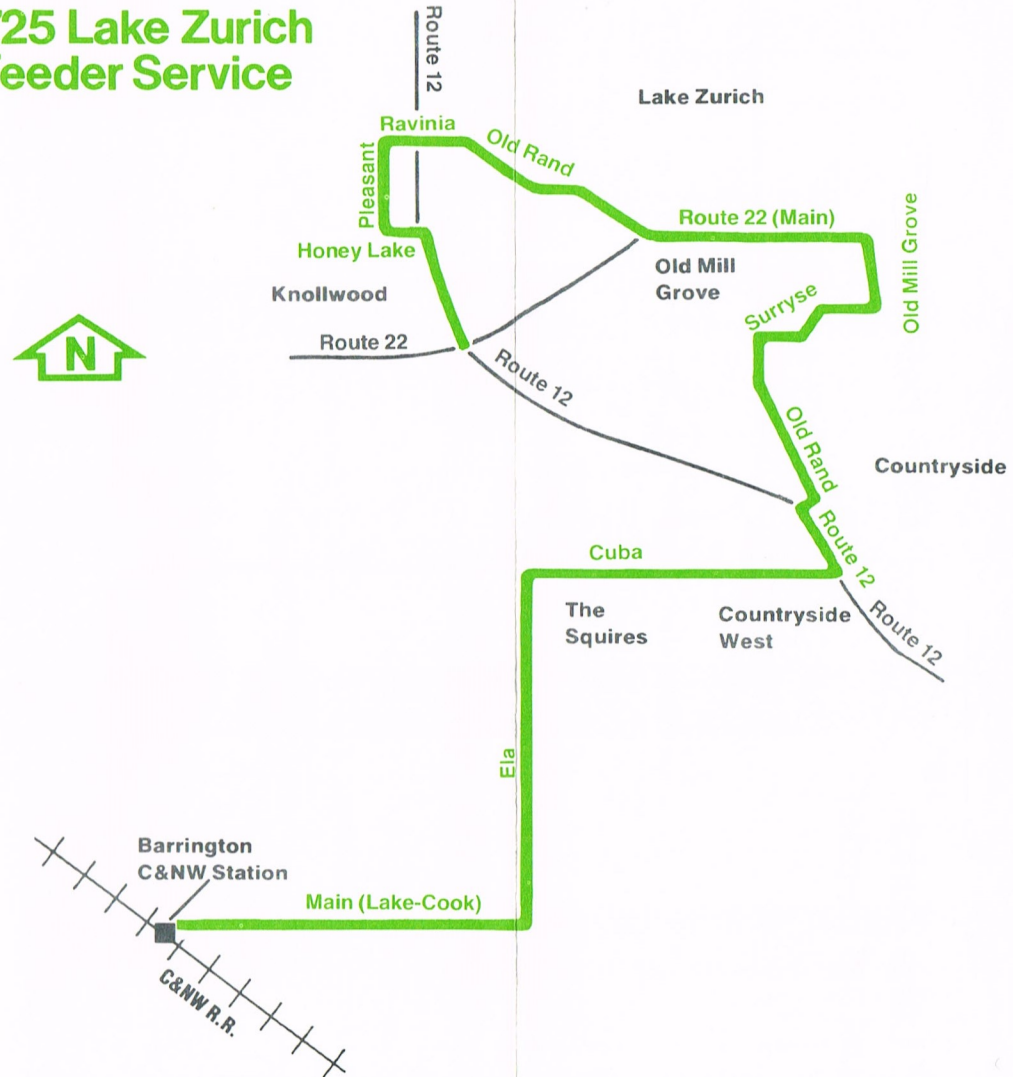 725 Lake Zurich
eeder Service
Route 12
Lake Zurich
Ravinia
Old Rand
Pleasant
Route 22 (Main)
Old Mill Grove
Honey Lake
Old Mill
Grove
Knollwood
Surryse
N
Route 22
Route 12
Old Rand
Countryside
Route 12
Cuba
The
Squires
Countryside
West
Route 12
Ela
Barrington
C&NW Station
Main (Lake-Cook)
C&NW R.R.